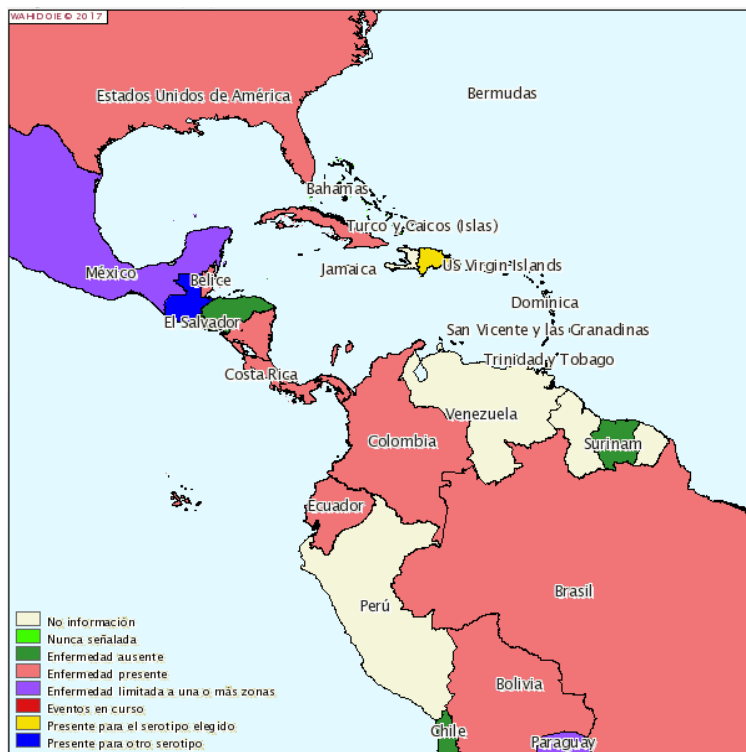 WAHID OIE © 2017
Estados Unidos de América
Bermudas
Bahamas
Turco y Caicos (Islas)
Jamaica
US Virgin Islands
México
Belice
Dominica
El Salvador
San Vicente y las Granadinas
Trinidad y Tobago
Costa Rica
Venezuela
Colombia
Surinam
Ecuador
Brasil
Perú
Bolivia
Chile
Paraguay
No información
Nunca señalada
Enfermedad ausente
Enfermedad presente
Enfermedad limitada a una o más zonas
Eventos en curso
Presente para el serotipo elegido
Presente para otro serotipo